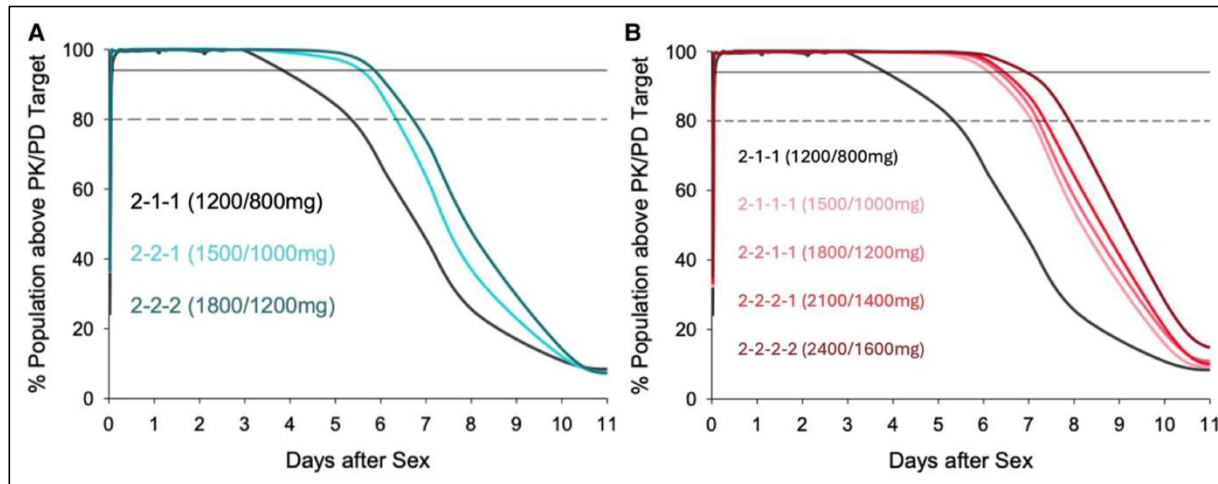 A
% Population above PK/PD Target
100
80
60
40
20
0
2-1-1 (1200/800mg)
2-2-1 (1500/1000mg)
2-2-2 (1800/1200mg)
0 1 2 3 4 5 6 7 8 9 10 11
Days after Sex
B
% Population above PK/PD Target
100
80
60
40
20
0
2-1-1 (1200/800mg)
2-1-1-1 (1500/1000mg)
2-2-1-1 (1800/1200mg)
2-2-2-1 (2100/1400mg)
2-2-2-2 (2400/1600mg)
0 1 2 3 4 5 6 7 8 9 10 11
Days after Sex